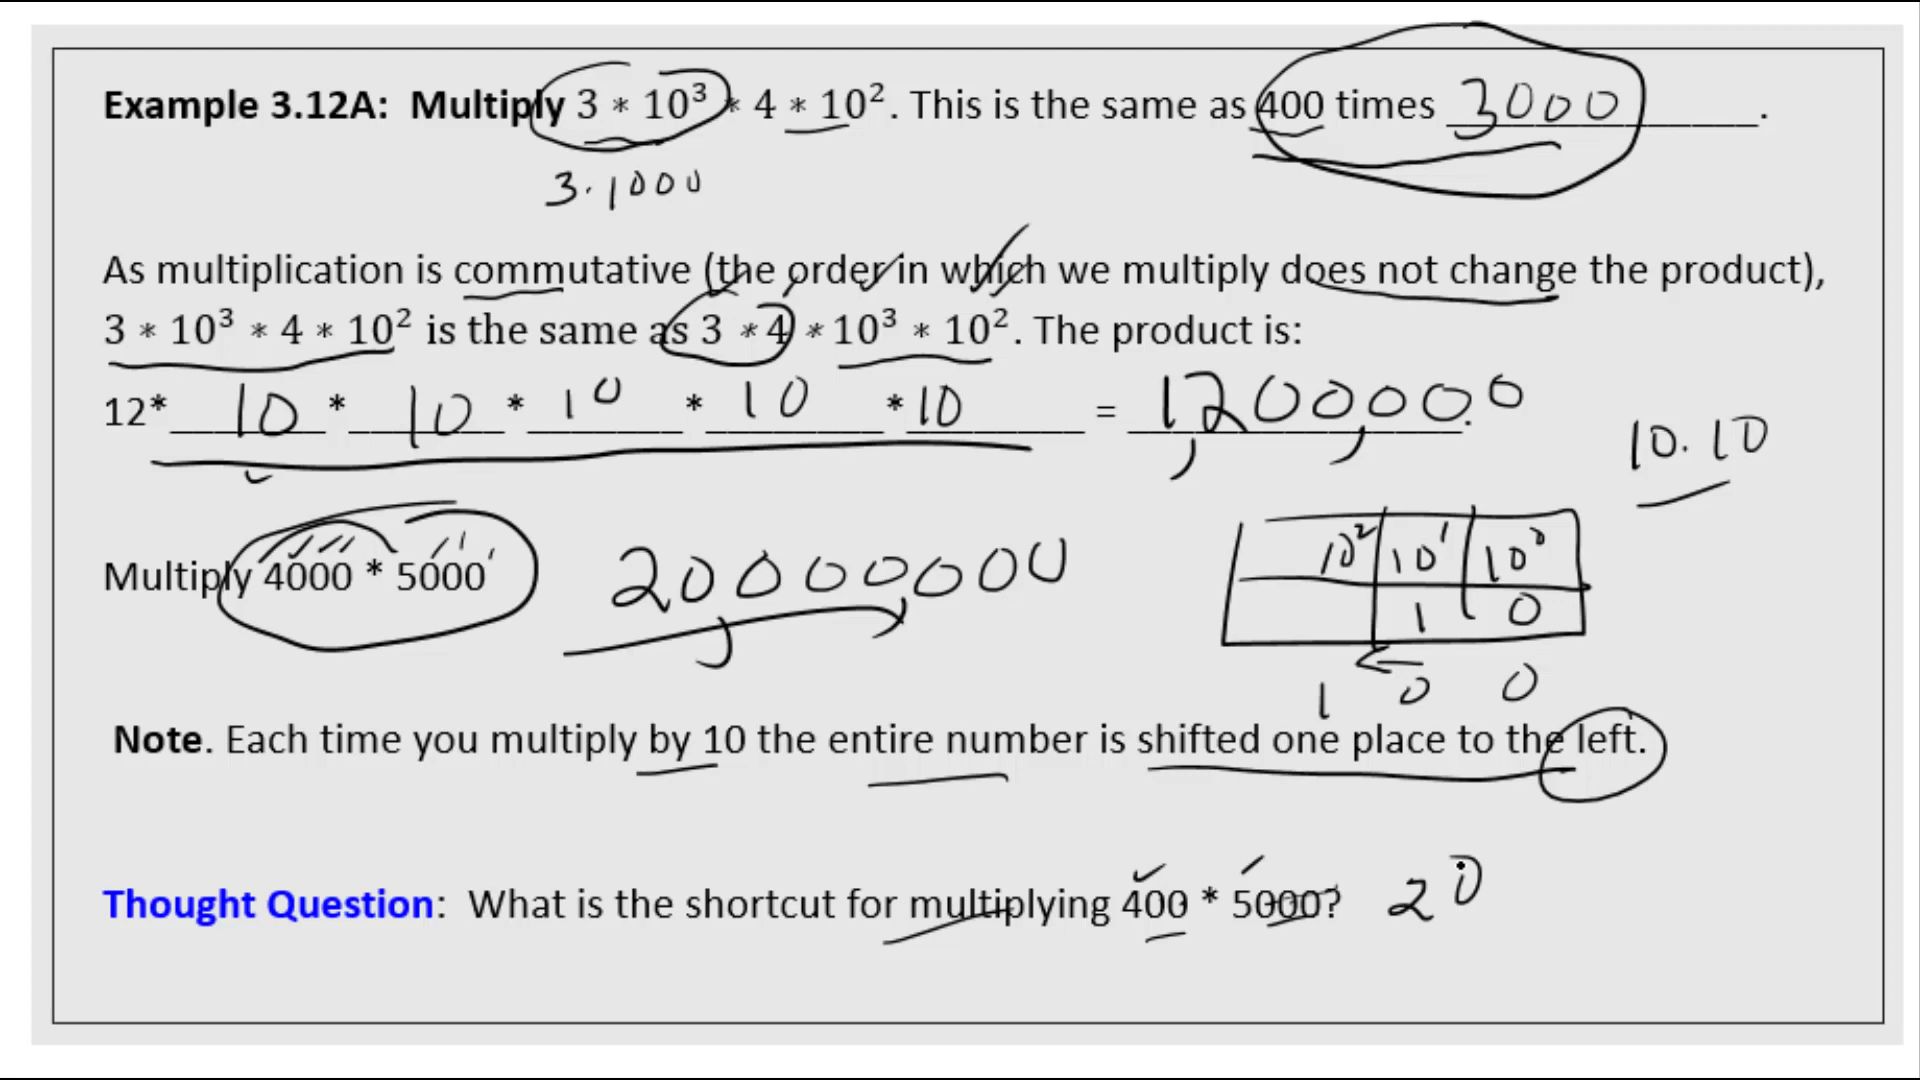 Example 3.12A: Multiply 3 * 10³ * 4 * 10². This is the same as 400 times 3000.
3.1000
As multiplication is commutative (the order in which we multiply does not change the product),
3 * 10³ * 4 * 10² is the same as 3 * 4 * 10³ * 10². The product is:
12* 10 * 10 * 10 * 10 * 10 = 1,200,000
10.10
Multiply 4000 * 5000 20,000,000
10² 10¹ 10⁰
1 0
1 0 0
Note. Each time you multiply by 10 the entire number is shifted one place to the left.
Thought Question: What is the shortcut for multiplying 400 * 5000? 20